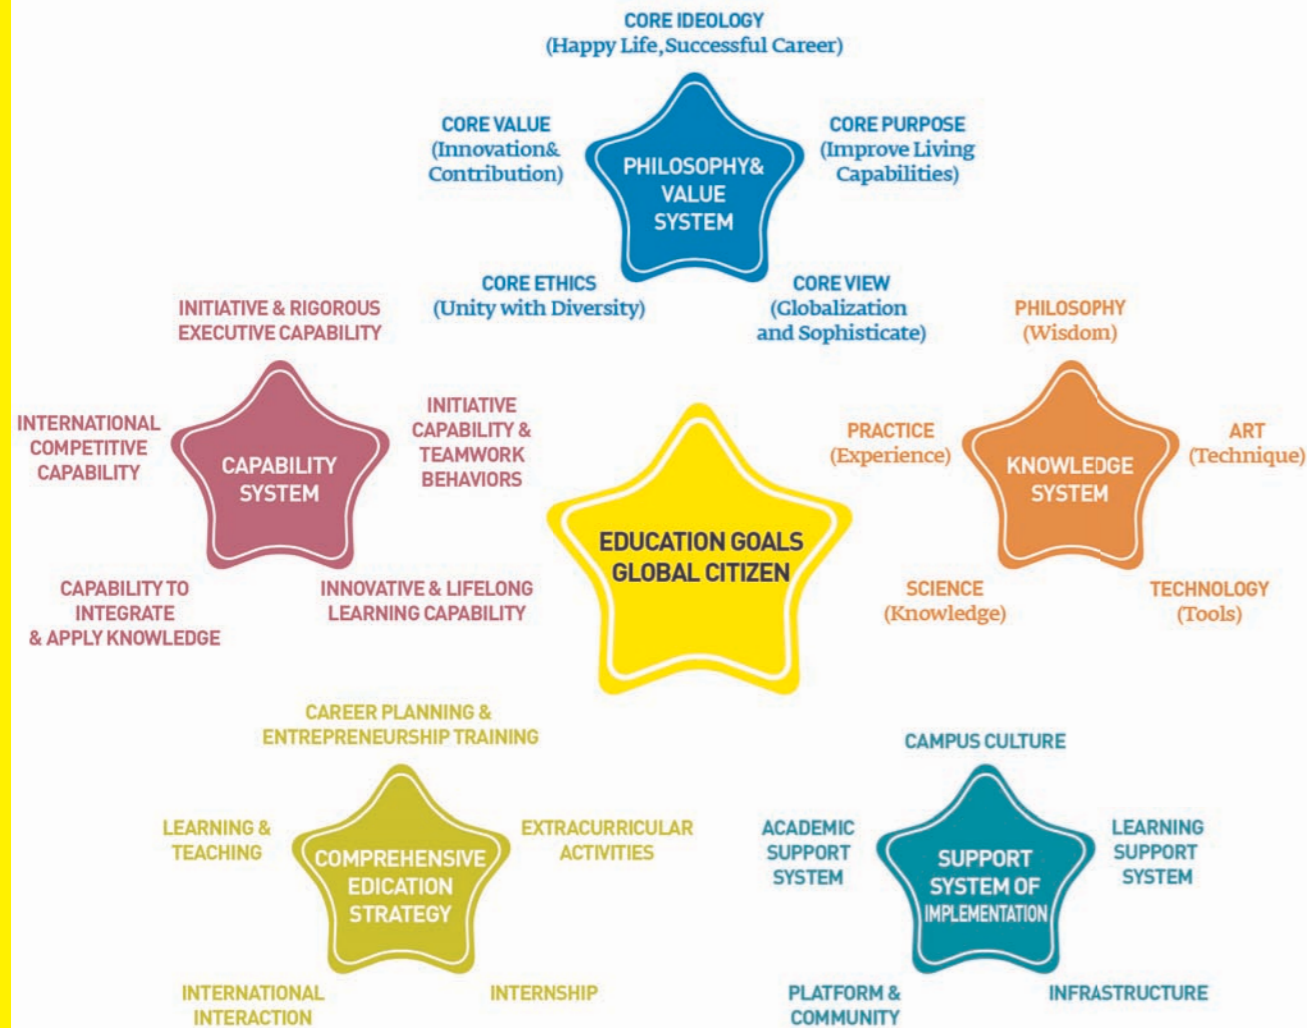 CORE IDEOLOGY
(Happy Life,Successful Career)
CORE VALUE
(Innovation&
Contribution)
PHILOSOPHY&
VALUE
SYSTEM
CORE PURPOSE
(Improve Living
Capabilities)
CORE ETHICS
(Unity with Diversity)
CORE VIEW
(Globalization
and Sophisticate)
INITIATIVE & RIGOROUS
EXECUTIVE CAPABILITY
INTERNATIONAL
COMPETITIVE
CAPABILITY
CAPABILITY
SYSTEM
INITIATIVE
CAPABILITY &
TEAMWORK
BEHAVIORS
CAPABILITY TO
INTEGRATE
& APPLY KNOWLEDGE
INNOVATIVE & LIFELONG
LEARNING CAPABILITY
EDUCATION GOALS
GLOBAL CITIZEN
PHILOSOPHY
(Wisdom)
PRACTICE
(Experience)
KNOWLEDGE
SYSTEM
ART
(Technique)
SCIENCE
(Knowledge)
TECHNOLOGY
(Tools)
CAREER PLANNING &
ENTREPRENEURSHIP TRAINING
LEARNING &
TEACHING
COMPREHENSIVE
EDICATION
STRATEGY
EXTRACURRICULAR
ACTIVITIES
INTERNATIONAL
INTERACTION
INTERNSHIP
CAMPUS CULTURE
ACADEMIC
SUPPORT
SYSTEM
SUPPORT
SYSTEM OF
IMPLEMENTATION
LEARNING
SUPPORT
SYSTEM
PLATFORM &
COMMUNITY
INFRASTRUCTURE